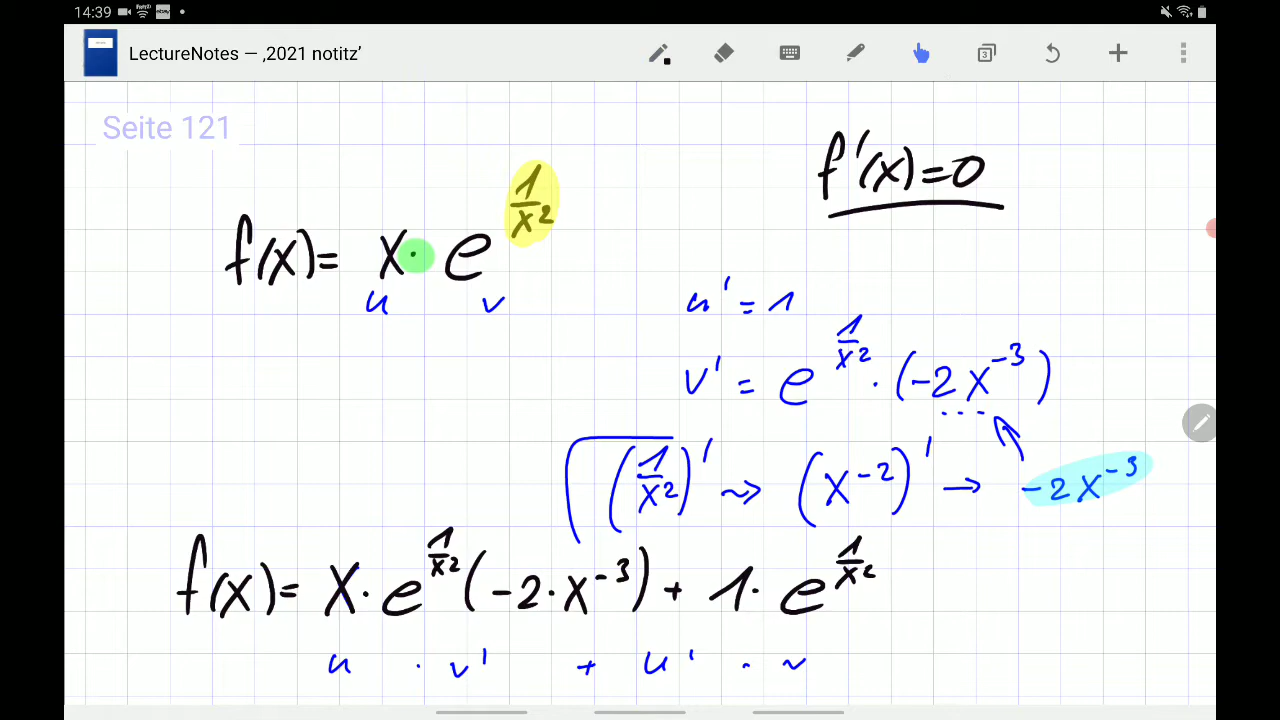 14:39
LectureNotes — ‚2021 notitz’
3
Seite 121
f'(x)=0
f(x)= x · e^(1/x²)
u v
u' = 1
v' = e^(1/x²) · (-2x⁻³)
(1/x²)' ⇝ (x⁻²)' → -2x⁻³
f(x)= x · e^(1/x²) (-2·x⁻³) + 1 · e^(1/x²)
u · v' + u' · v